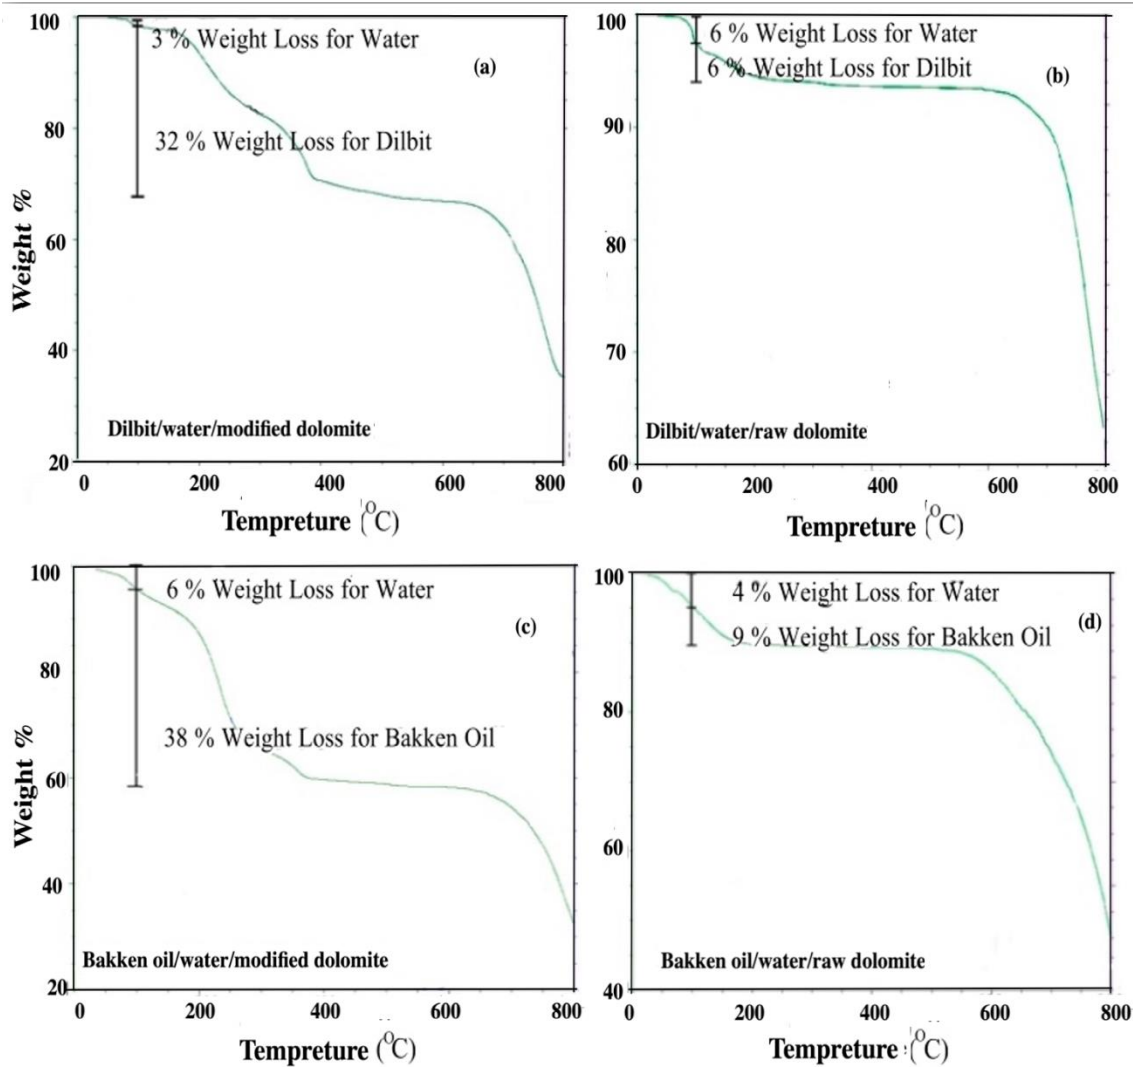 100
80
60
40
20
Weight %
3 % Weight Loss for Water
(a)
32 % Weight Loss for Dilbit
Dilbit/water/modified dolomite
0 200 400 600 800
Tempreture (°C)
100
90
80
70
60
6 % Weight Loss for Water
6 % Weight Loss for Dilbit
(b)
Dilbit/water/raw dolomite
0 200 400 600 800
Tempreture (°C)
100
80
60
40
20
Weight %
6 % Weight Loss for Water
(c)
38 % Weight Loss for Bakken Oil
Bakken oil/water/modified dolomite
0 200 400 600 800
Tempreture (°C)
100
80
60
40
4 % Weight Loss for Water
(d)
9 % Weight Loss for Bakken Oil
Bakken oil/water/raw dolomite
0 200 400 600 800
Tempreture (°C)